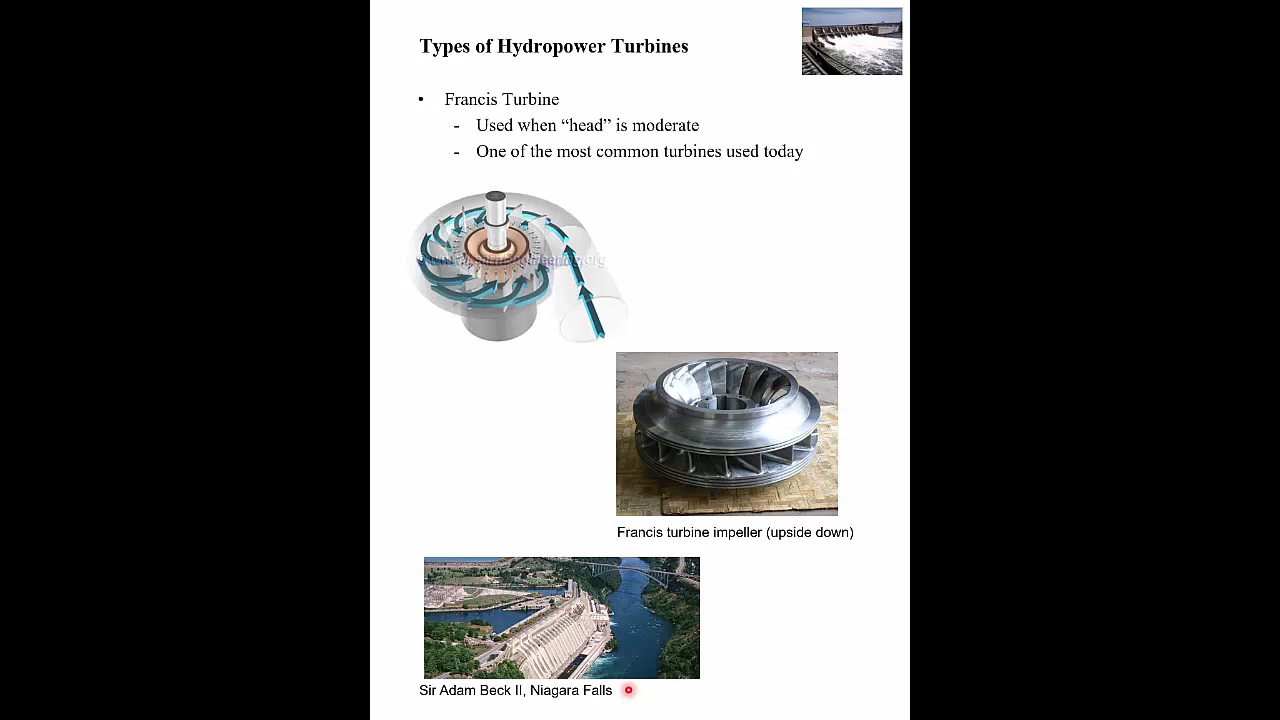 Types of Hydropower Turbines
• Francis Turbine
- Used when “head” is moderate
- One of the most common turbines used today
Francis turbine impeller (upside down)
Sir Adam Beck II, Niagara Falls